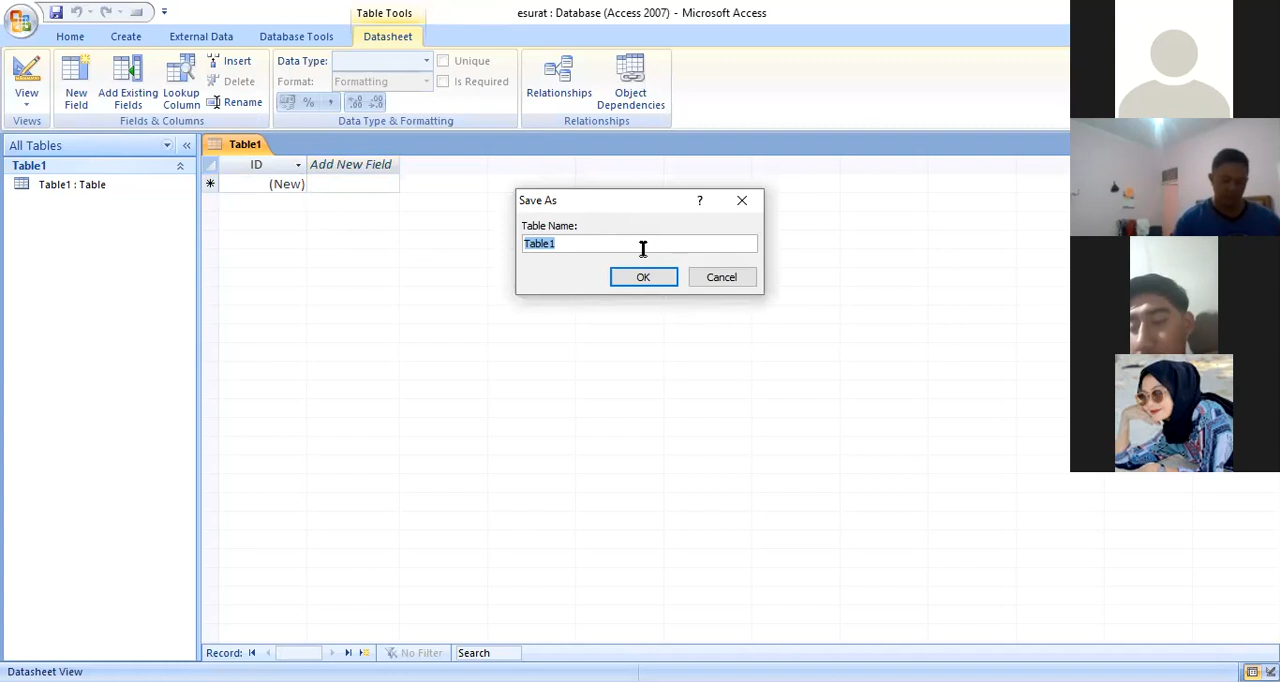 Table Tools
esurat : Database (Access 2007) - Microsoft Access
Home
Create
External Data
Database Tools
Datasheet
View
New Field
Add Existing Fields
Lookup Column
Insert
Delete
Rename
Data Type:
Format:
Formatting
%
,
Unique
Is Required
Relationships
Object Dependencies
Views
Fields & Columns
Data Type & Formatting
Relationships
All Tables
Table1
Table1 : Table
Table1
ID
Add New Field
(New)
Save As
Table Name:
Table1
OK
Cancel
Record:
No Filter
Search
Datasheet View